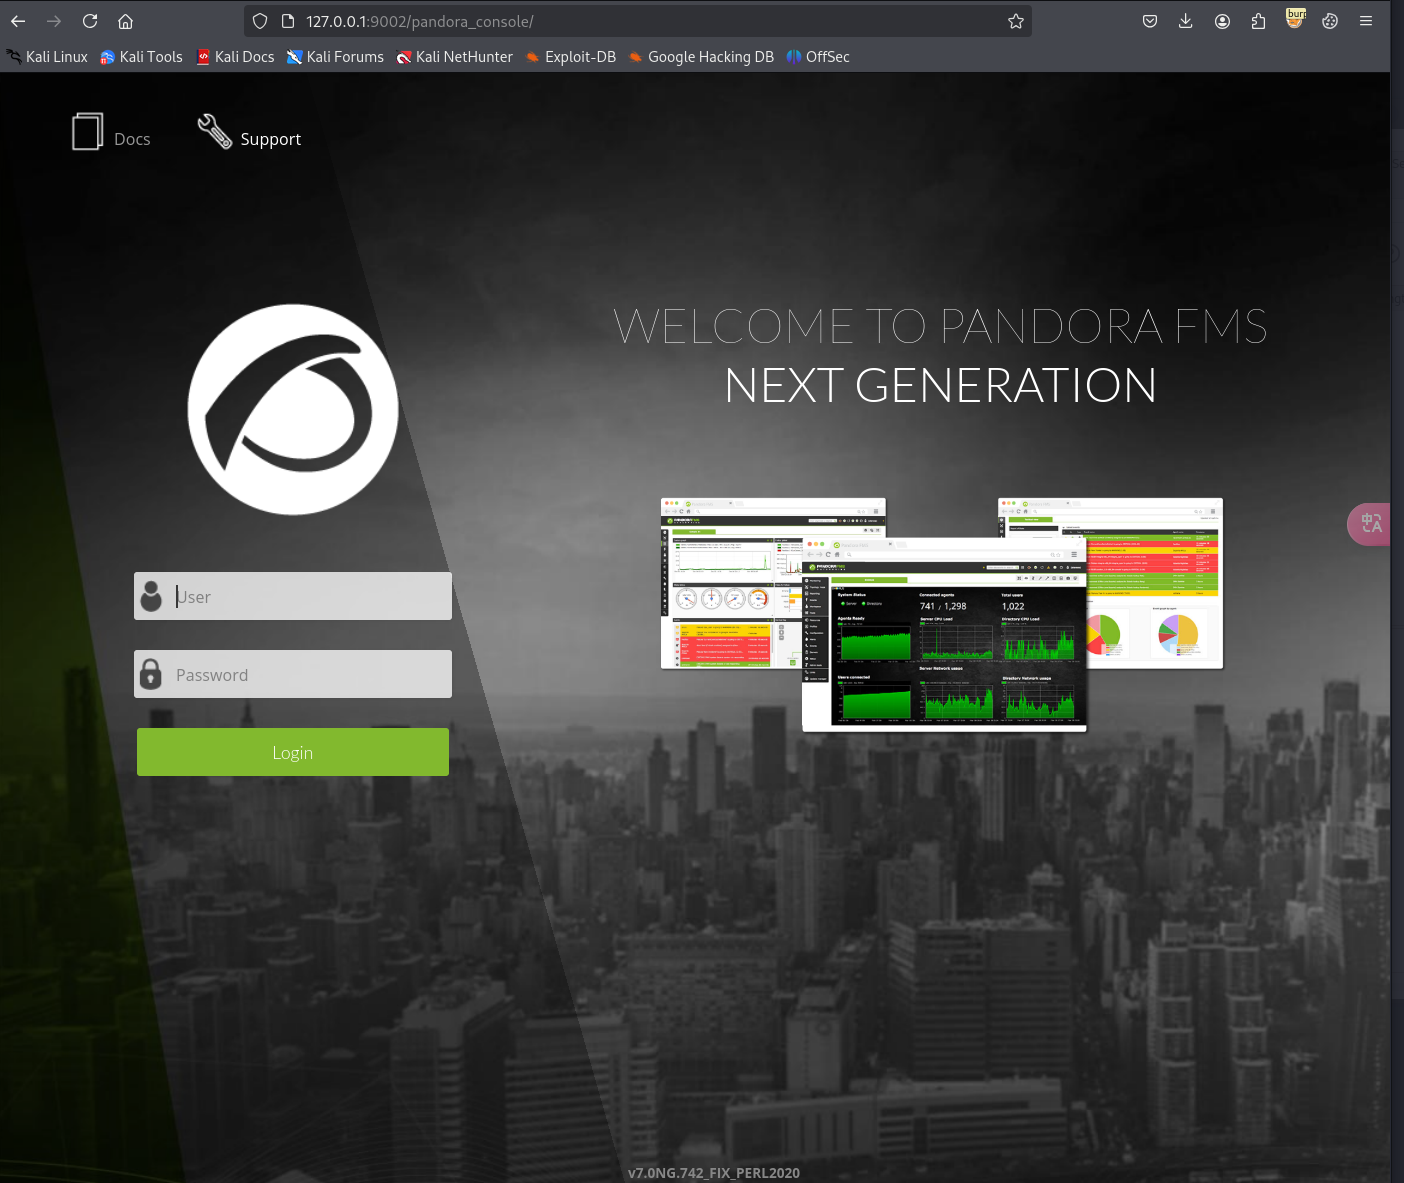 127.0.0.1:9002/pandora_console/
burp
Kali Linux Kali Tools Kali Docs Kali Forums Kali NetHunter Exploit-DB Google Hacking DB OffSec
Docs Support
WELCOME TO PANDORA FMS
NEXT GENERATION
System Status Connected agents Total users
Server Directory 741 / 1,298 1,022
Agents Ready Server CPU Load Directory CPU Load
Server Network usage Directory Network usage
Users connected
User
Password
Login
v7.0NG.742_FIX_PERL2020